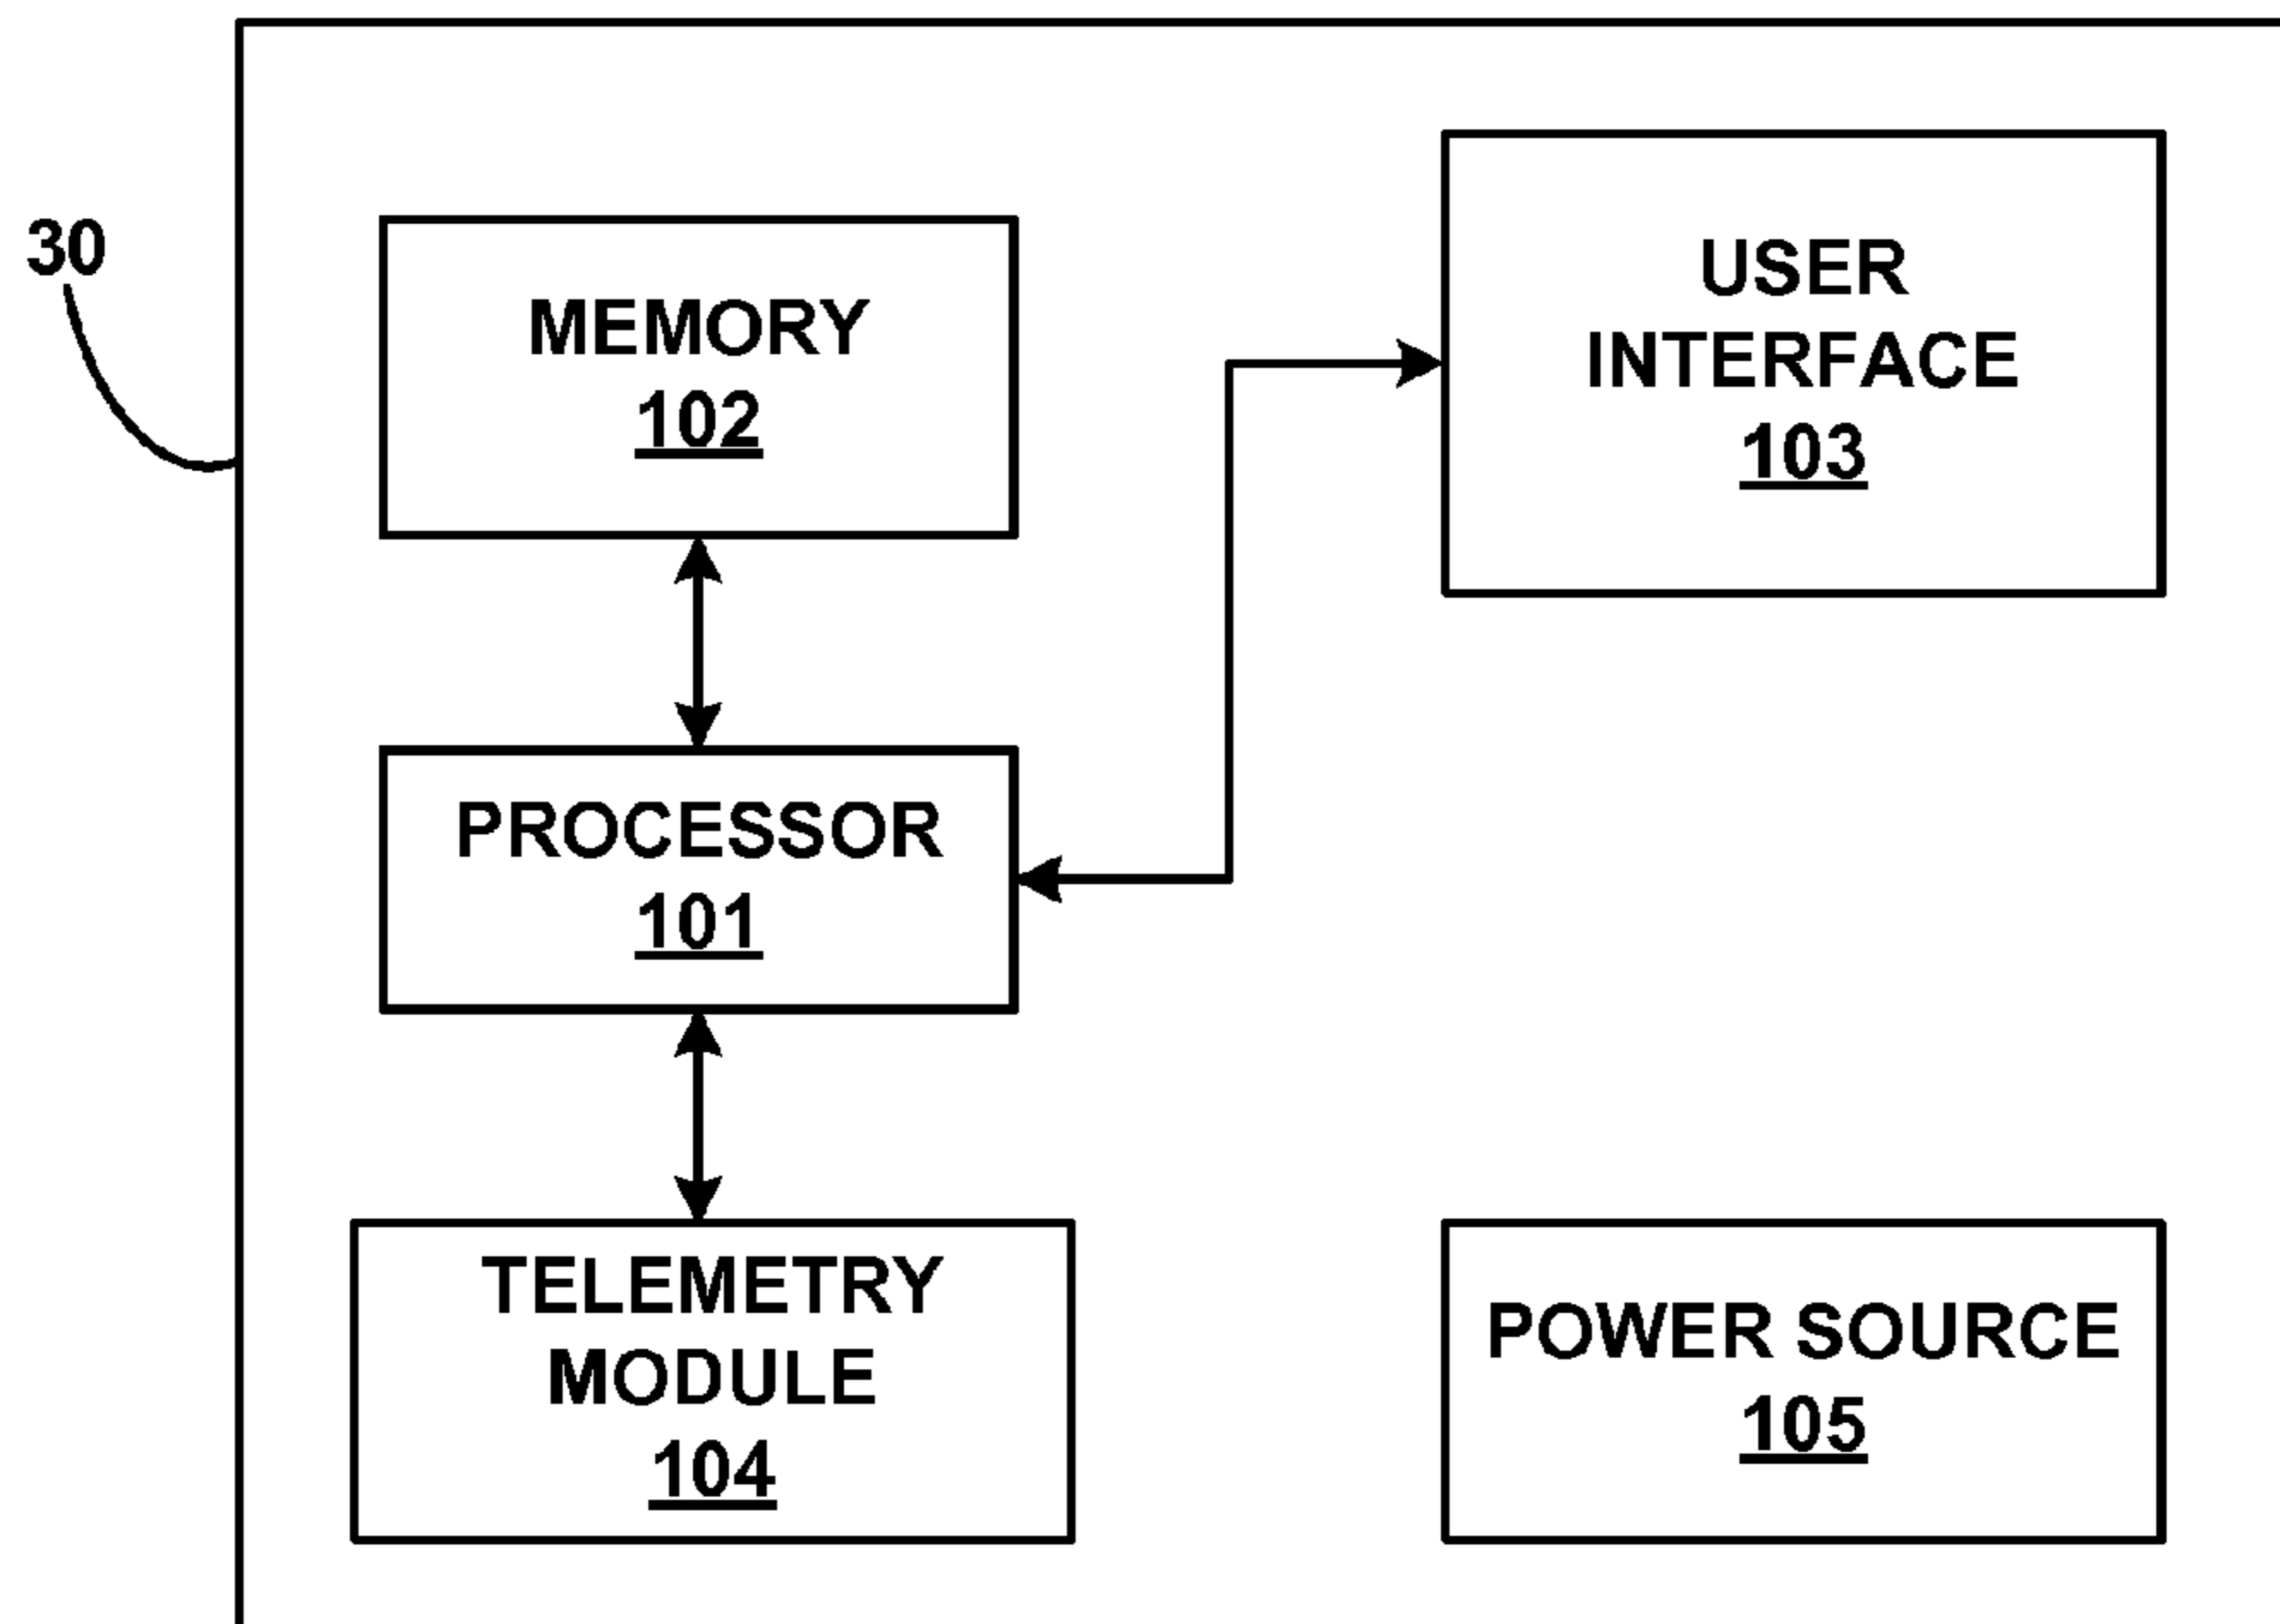 30
MEMORY
102
USER
INTERFACE
103
PROCESSOR
101
TELEMETRY
MODULE
104
POWER SOURCE
105